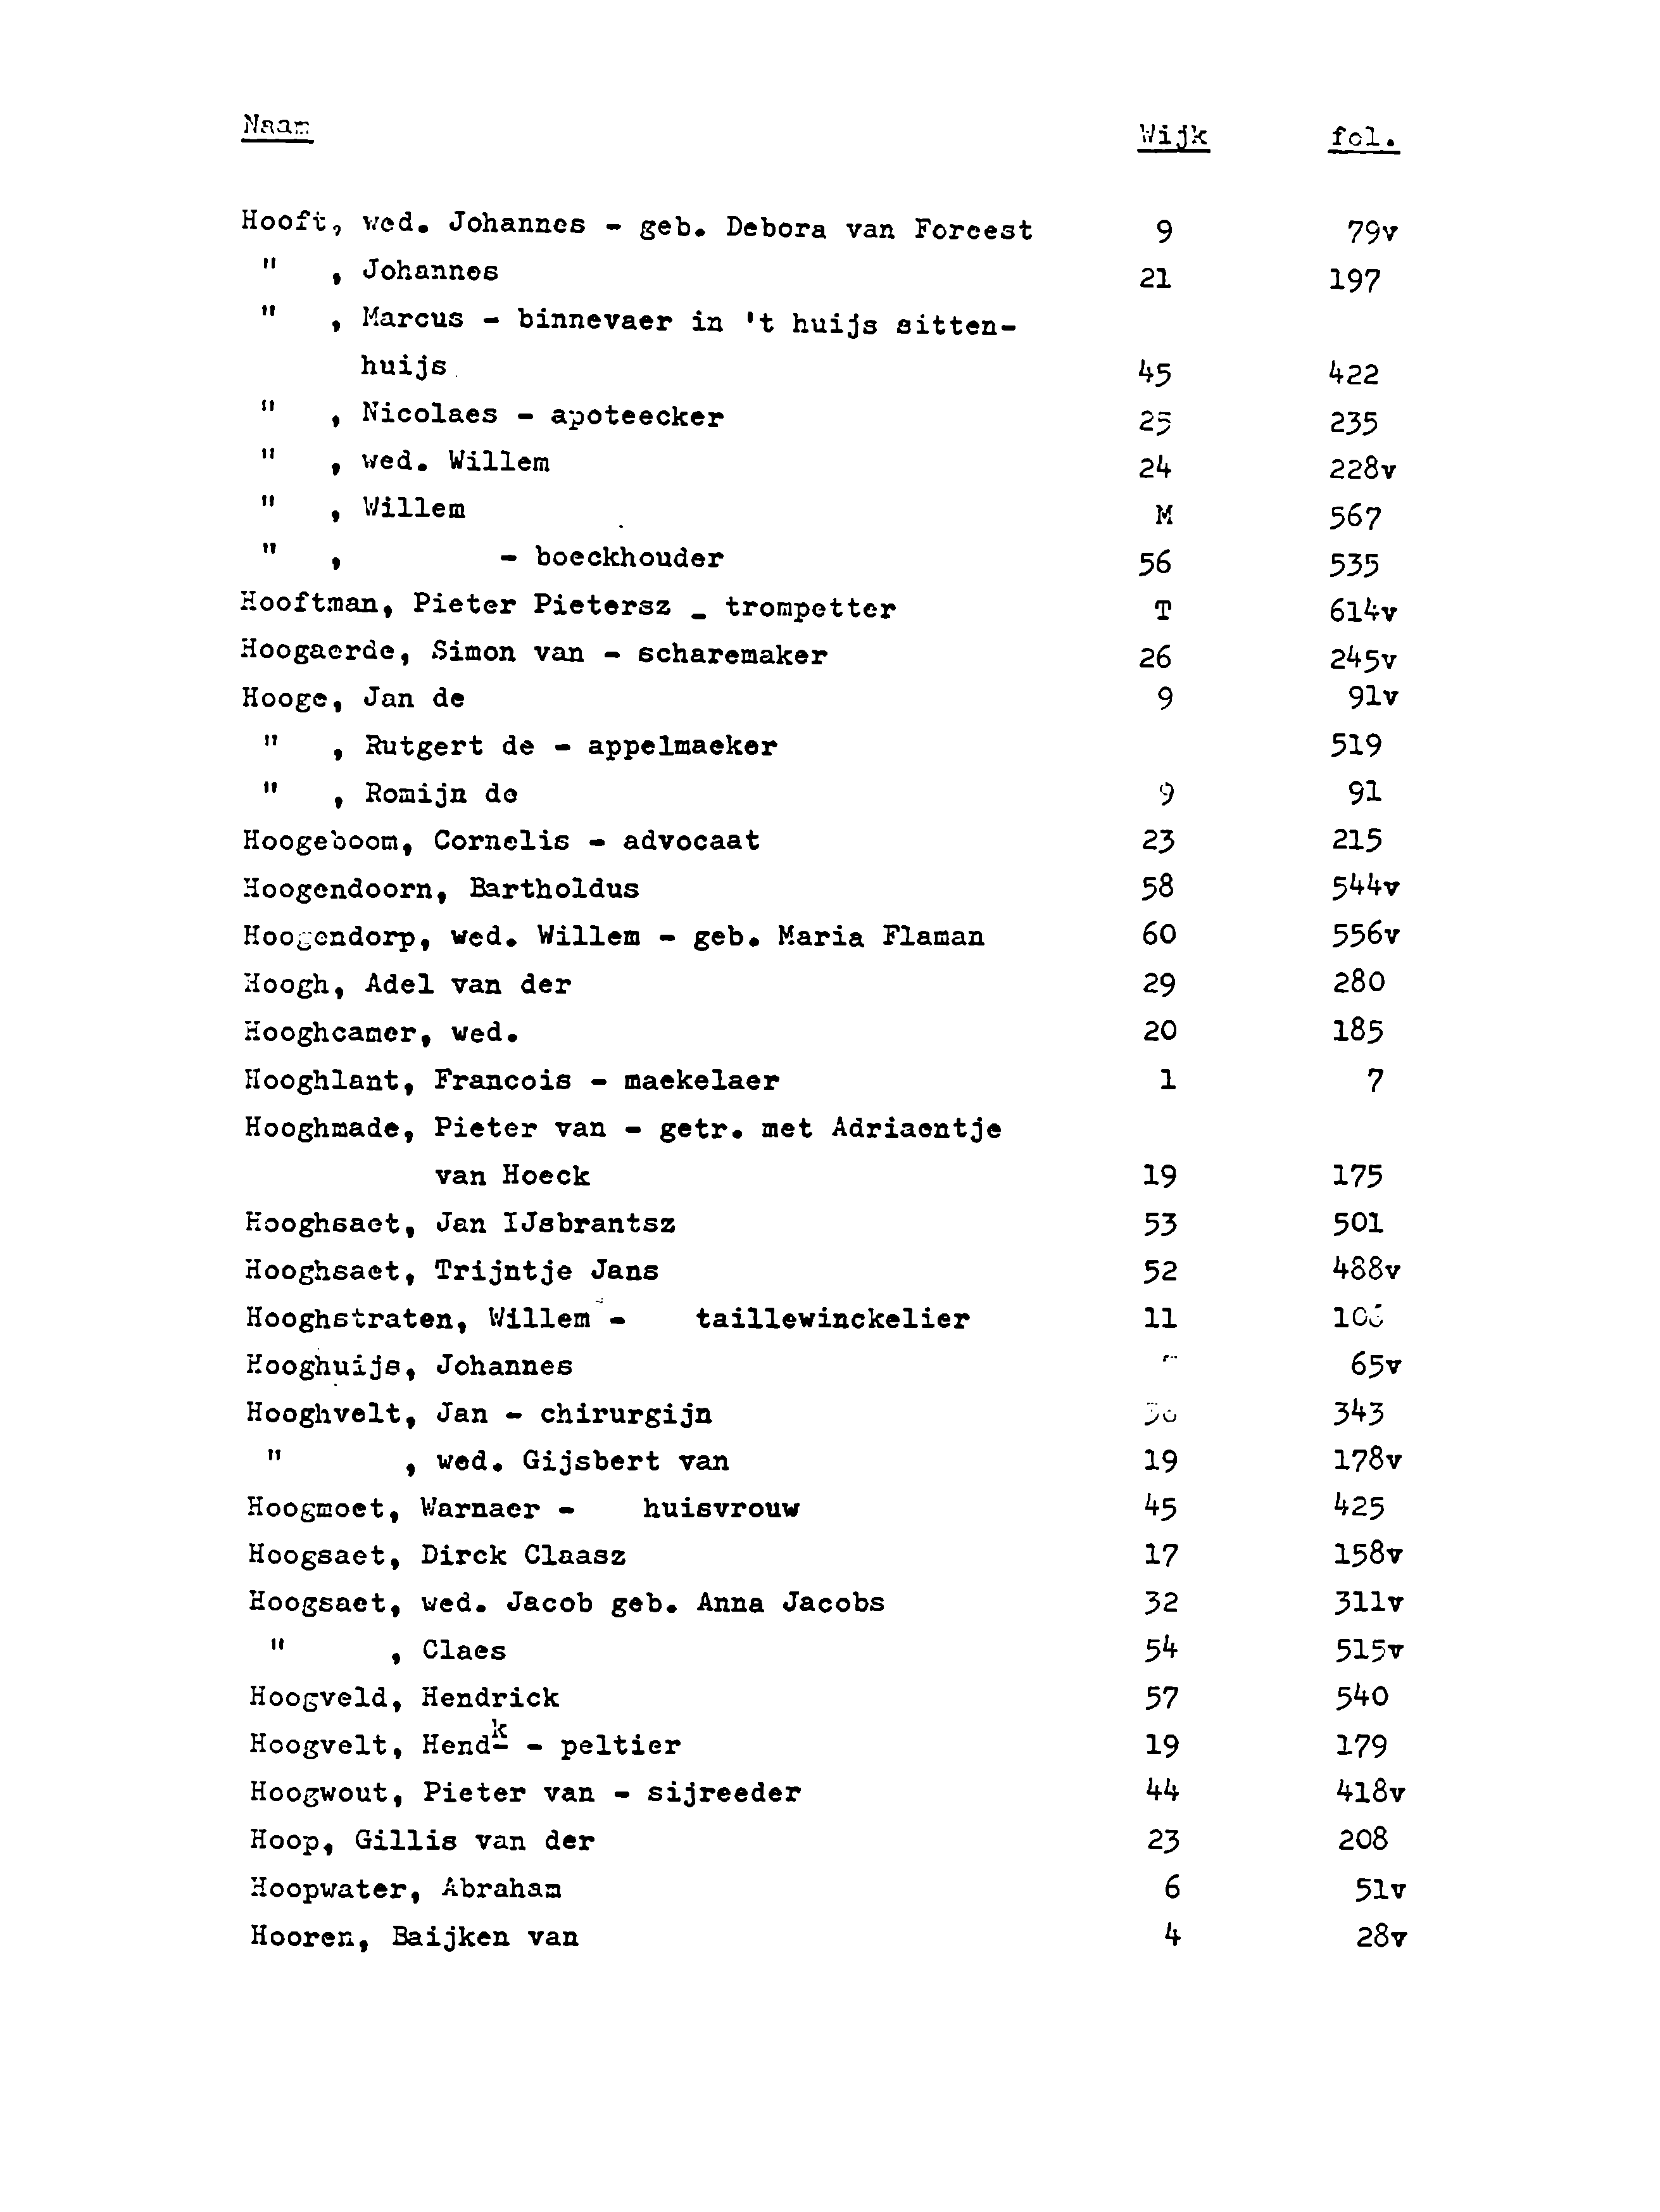 Naam Wijk fol.
Hooft, wed. Johannes - geb. Debora van Foreest 9 79v
" , Johannes 21 197
" , Marcus - binnevaer in 't huijs sitten-
huijs 45 422
" , Nicolaes - apoteecker 25 235
" , wed. Willem 24 228v
" , Willem M 567
" , - boeckhouder 56 535
Hooftman, Pieter Pietersz - trompetter T 614v
Hoogaerde, Simon van - scharemaker 26 245v
Hooge, Jan de 9 91v
" , Rutgert de - appelmaeker 519
" , Romijn de 9 91
Hoogeboom, Cornelis - advocaat 23 215
Hoogendoorn, Bartholdus 58 544v
Hoogendorp, wed. Willem - geb. Maria Flaman 60 556v
Hoogh, Adel van der 29 280
Hooghcamer, wed. 20 185
Hooghlant, Francois - maekelaer 1 7
Hooghmade, Pieter van - getr. met Adriaentje
van Hoeck 19 175
Hooghsaet, Jan IJsbrantsz 53 501
Hooghsaet, Trijntje Jans 52 488v
Hooghstraten, Willem - taillewinckelier 11
Hooghuijs, Johannes 65v
Hooghvelt, Jan - chirurgijn 343
" , wed. Gijsbert van 19 178v
Hoogmoet, Warnaer - huisvrouw 45 425
Hoogsaet, Dirck Claasz 17 158v
Hoogsaet, wed. Jacob geb. Anna Jacobs 32 311v
" , Claes 54 515v
Hoogveld, Hendrick 57 540
Hoogvelt, Hendk - peltier 19 179
Hoogwout, Pieter van - sijreeder 44 418v
Hoop, Gillis van der 23 208
Hoopwater, Abraham 6 51v
Hooren, Baijken van 4 28v